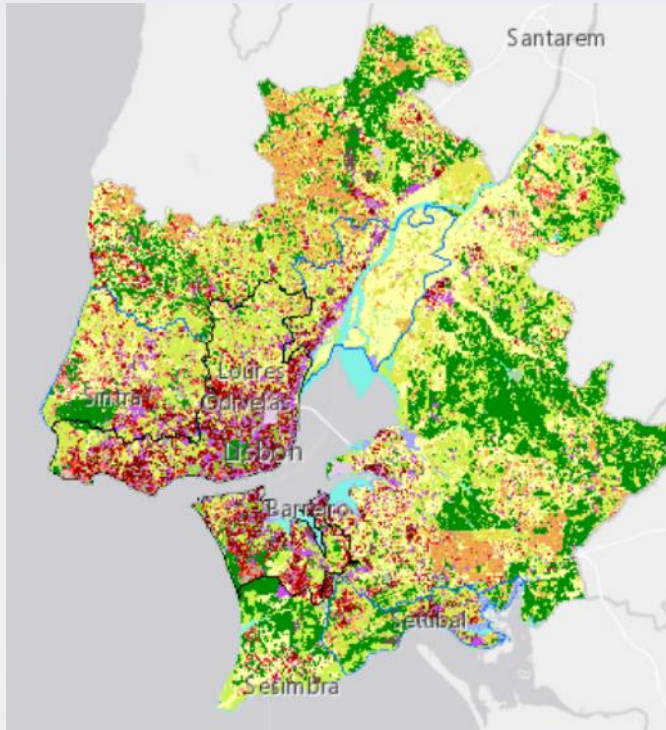 Santarem
Loures
Sintra
Odivelas
Lisbon
Barreiro
Setubal
Sesimbra